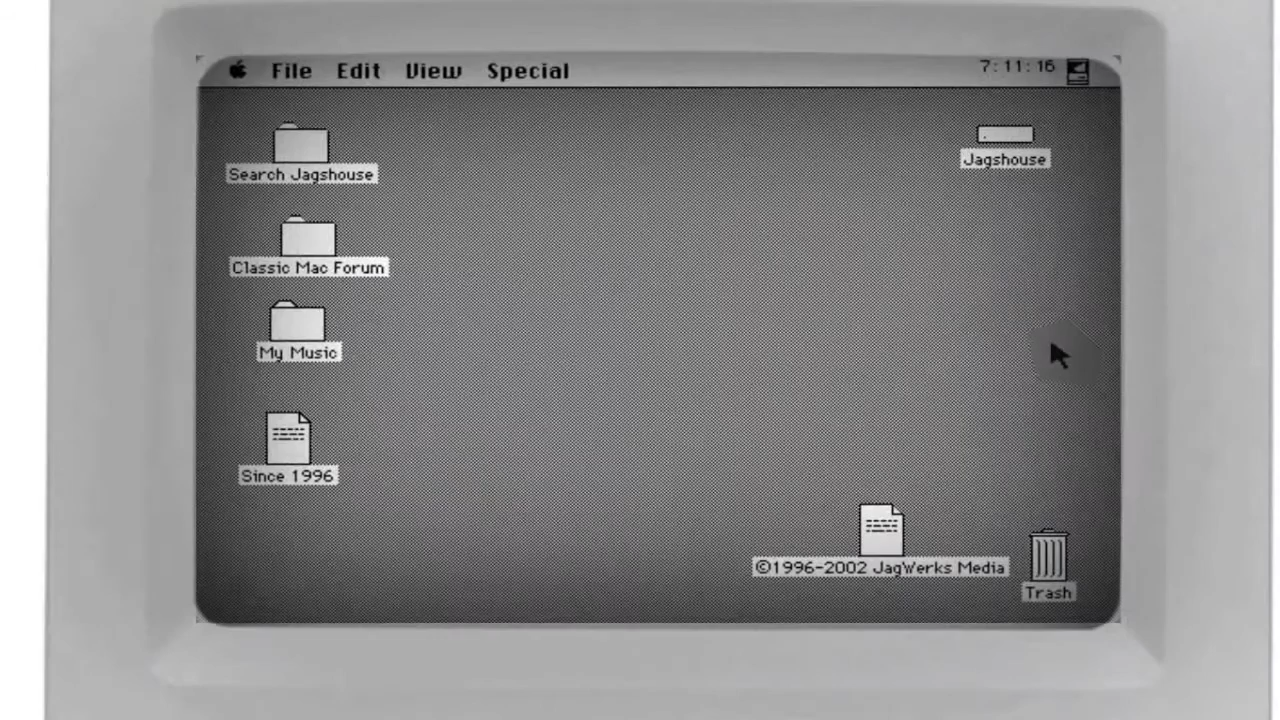 File Edit View Special 7:11:16
Search Jagshouse
Jagshouse
Classic Mac Forum
My Music
Since 1996
©1996-2002 JagWerks Media
Trash